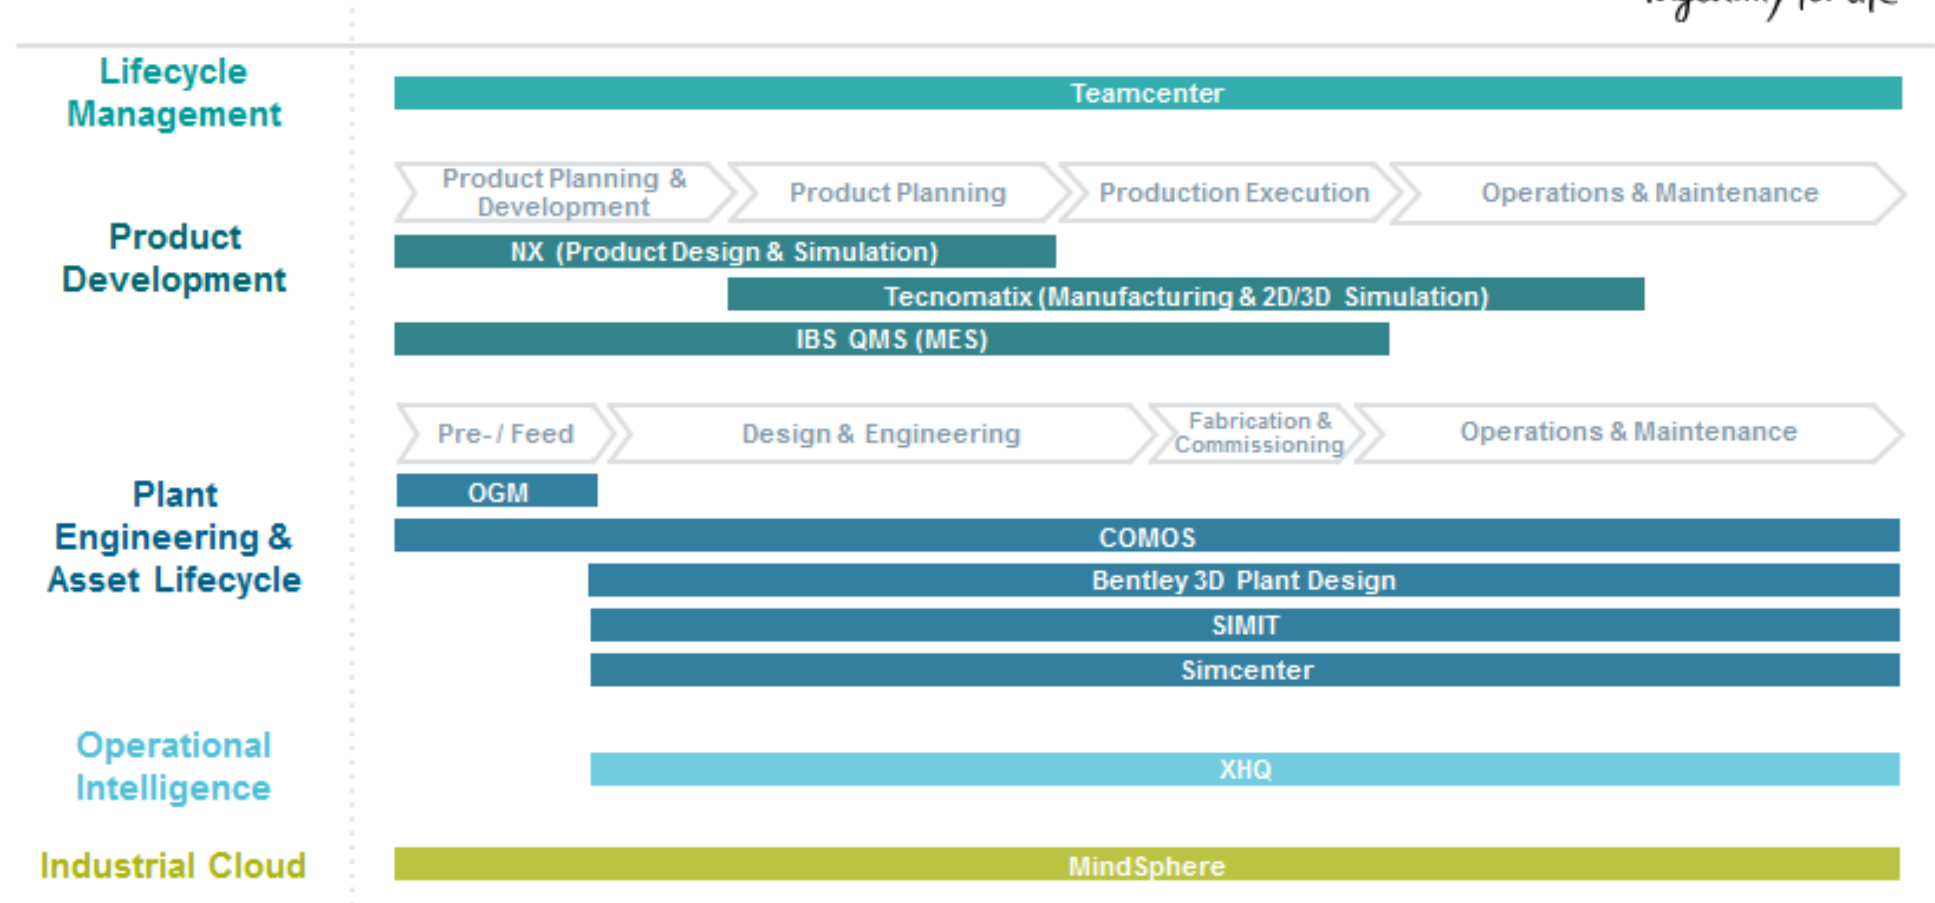 Lifecycle
Management
Teamcenter
Product Planning &
Development
Product Planning
Production Execution
Operations & Maintenance
Product
Development
NX (Product Design & Simulation)
Tecnomatix (Manufacturing & 2D/3D Simulation)
IBS QMS (MES)
Pre- / Feed
Design & Engineering
Fabrication &
Commissioning
Operations & Maintenance
Plant
Engineering &
Asset Lifecycle
OGM
COMOS
Bentley 3D Plant Design
SIMIT
Simcenter
Operational
Intelligence
XHQ
Industrial Cloud
MindSphere